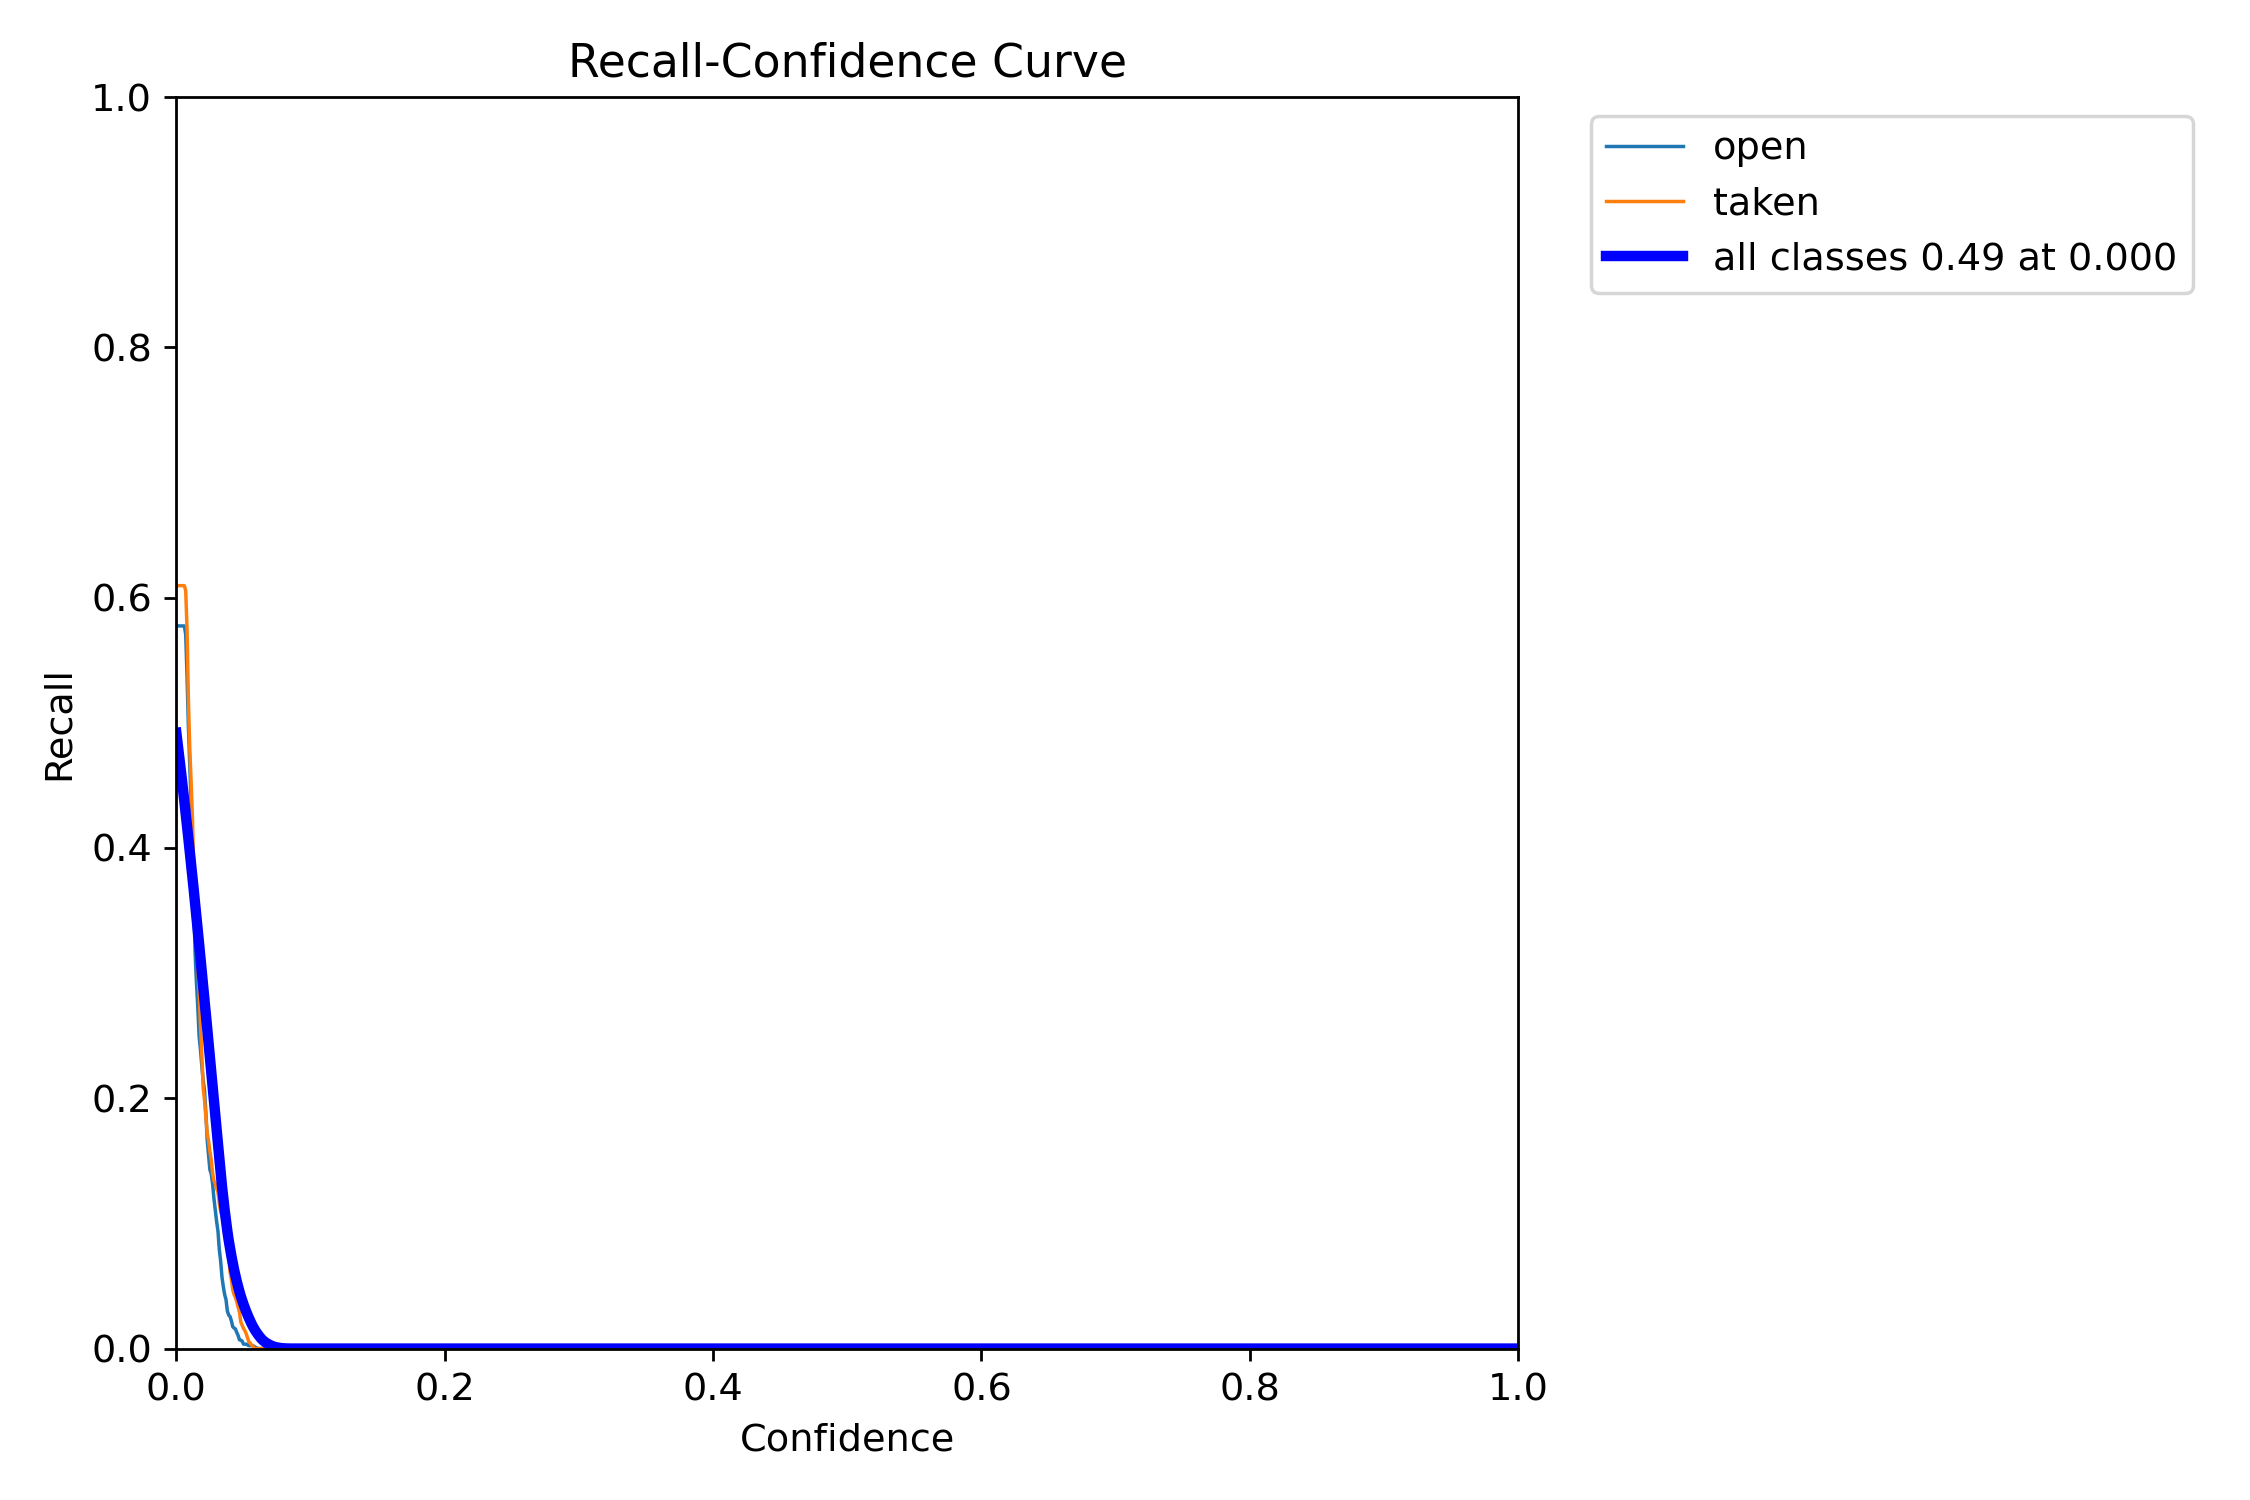 Recall-Confidence Curve
1.0
0.8
0.6
0.4
0.2
0.0
Recall
0.0 0.2 0.4 0.6 0.8 1.0
Confidence
open
taken
all classes 0.49 at 0.000